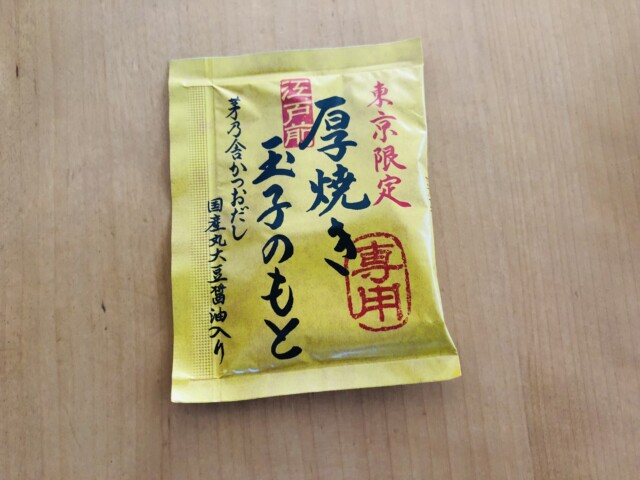 東京限定
江戸前
厚焼き
玉子のもと
専用
茅乃舎かつおだし
国産丸大豆醤油入り